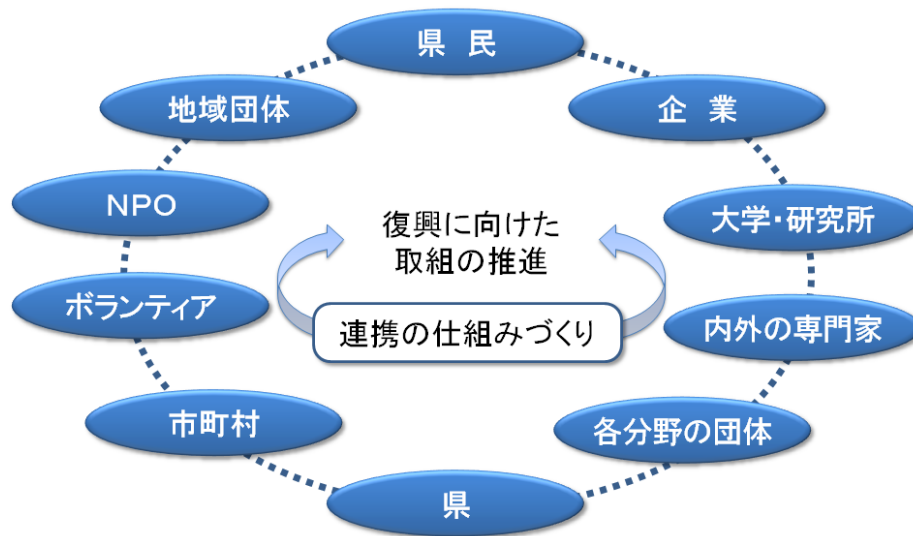 県　民
地域団体
企　業
NPO
大学・研究所
復興に向けた
取組の推進
ボランティア
連携の仕組みづくり
内外の専門家
市町村
各分野の団体
県